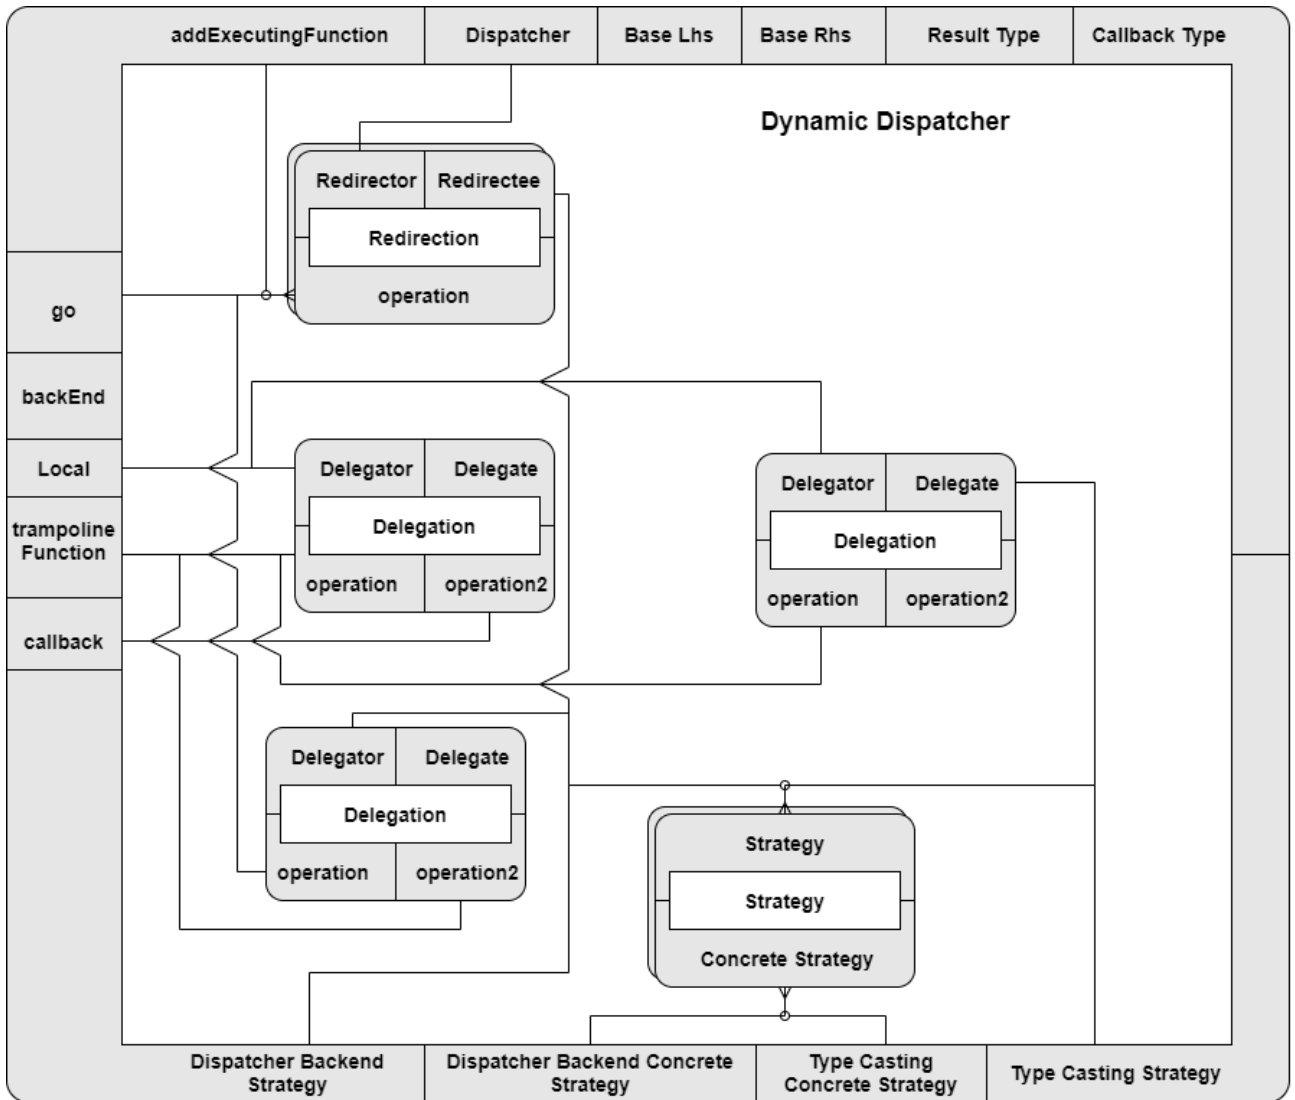 addExecutingFunction
Dispatcher
Base Lhs
Base Rhs
Result Type
Callback Type
Dynamic Dispatcher
Redirector
Redirectee
Redirection
operation
go
backEnd
Local
trampoline
Function
callback
Delegator
Delegate
Delegation
operation
operation2
Delegator
Delegate
Delegation
operation
operation2
Delegator
Delegate
Delegation
operation
operation2
Strategy
Strategy
Concrete Strategy
Dispatcher Backend
Strategy
Dispatcher Backend Concrete
Strategy
Type Casting
Concrete Strategy
Type Casting Strategy